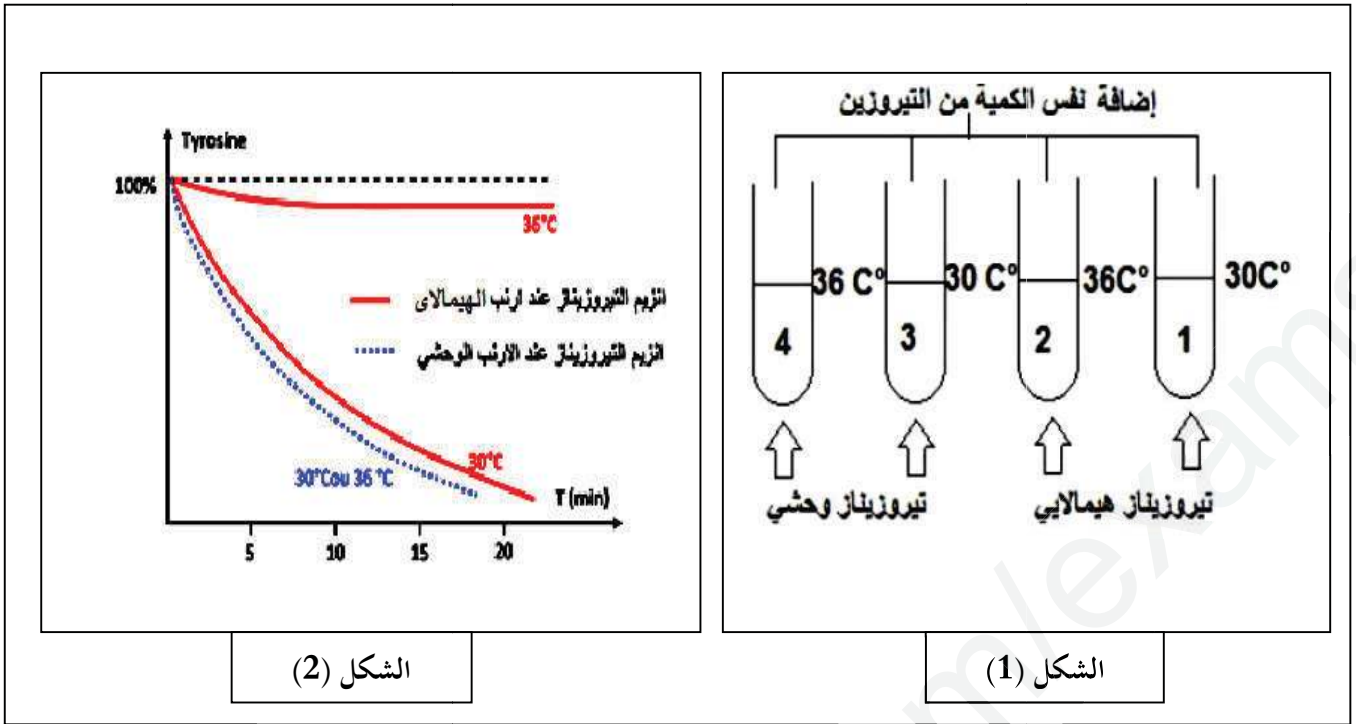 إضافة نفس الكمية من التيروزين
30C°
36C°
30 C°
36 C°
1
2
3
4
تيروزيناز هيمالايي
تيروزيناز وحشي
الشكل (1)
Tyrosine
100%
36°C
انزيم التيروزيناز عند ارنب الهيمالاى
انزيم التيروزيناز عند الارنب الوحشي
30°C
30°Cou 36 °C
T (min)
5 10 15 20
الشكل (2)
m/exams